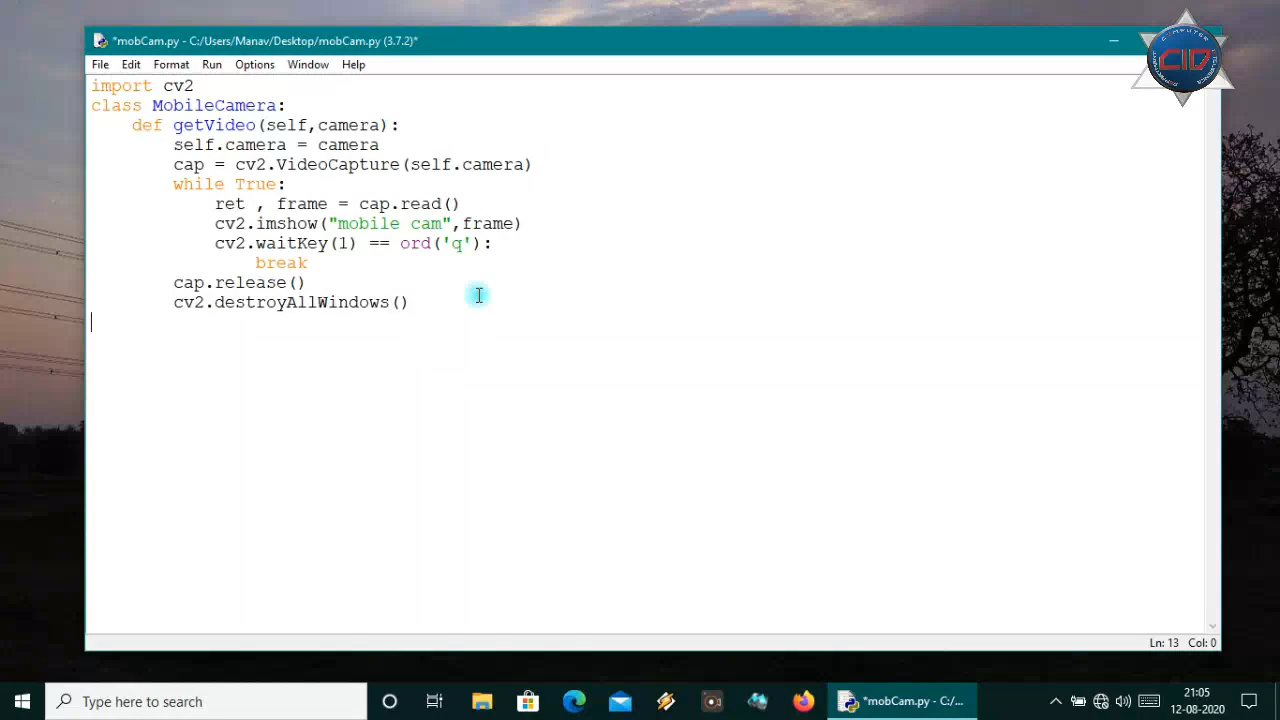 *mobCam.py - C:/Users/Manav/Desktop/mobCam.py (3.7.2)*
File Edit Format Run Options Window Help
import cv2
class MobileCamera:
    def getVideo(self,camera):
        self.camera = camera
        cap = cv2.VideoCapture(self.camera)
        while True:
            ret , frame = cap.read()
            cv2.imshow("mobile cam",frame)
            cv2.waitKey(1) == ord('q'):
                break
        cap.release()
        cv2.destroyAllWindows()
Ln: 13 Col: 0
COMPUTER
CID
Type here to search
*mobCam.py - C:/...
21:05
12-08-2020